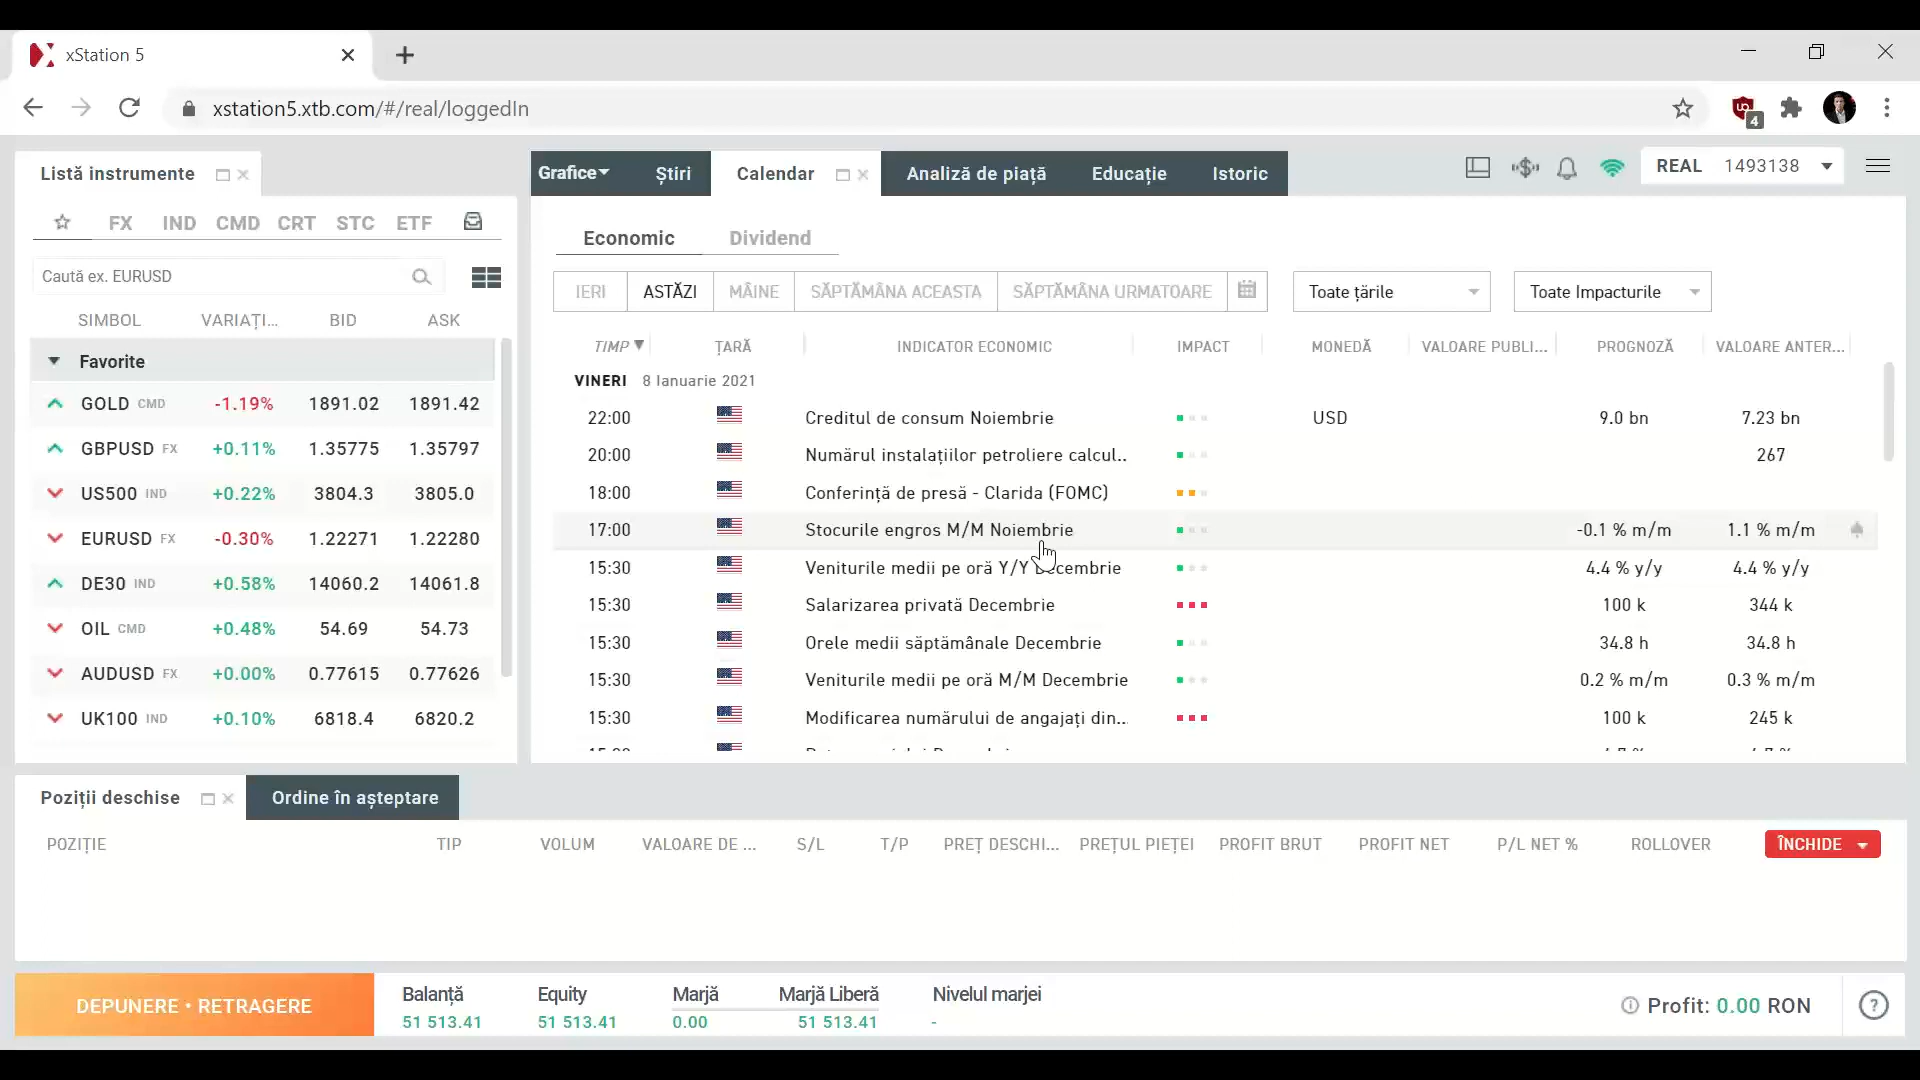 xStation 5
xstation5.xtb.com/#/real/loggedIn
4
Listă instrumente
Grafice
Știri
Calendar
Analiză de piață
Educație
Istoric
REAL 1493138
FX IND CMD CRT STC ETF
Caută ex. EURUSD
SIMBOL VARIAȚI... BID ASK
Favorite
GOLD CMD -1.19% 1891.02 1891.42
GBPUSD FX +0.11% 1.35775 1.35797
US500 IND +0.22% 3804.3 3805.0
EURUSD FX -0.30% 1.22271 1.22280
DE30 IND +0.58% 14060.2 14061.8
OIL CMD +0.48% 54.69 54.73
AUDUSD FX +0.00% 0.77615 0.77626
UK100 IND +0.10% 6818.4 6820.2
Economic Dividend
IERI ASTĂZI MÂINE SĂPTĂMÂNA ACEASTA SĂPTĂMÂNA URMATOARE
Toate țările
Toate Impacturile
TIMP ▼ ȚARĂ INDICATOR ECONOMIC IMPACT MONEDĂ VALOARE PUBLI... PROGNOZĂ VALOARE ANTER...
VINERI 8 Ianuarie 2021
22:00 Creditul de consum Noiembrie USD 9.0 bn 7.23 bn
20:00 Numărul instalațiilor petroliere calcul.. 267
18:00 Conferință de presă - Clarida (FOMC)
17:00 Stocurile engros M/M Noiembrie -0.1 % m/m 1.1 % m/m
15:30 Veniturile medii pe oră Y/Y Decembrie 4.4 % y/y 4.4 % y/y
15:30 Salarizarea privată Decembrie 100 k 344 k
15:30 Orele medii săptămânale Decembrie 34.8 h 34.8 h
15:30 Veniturile medii pe oră M/M Decembrie 0.2 % m/m 0.3 % m/m
15:30 Modificarea numărului de angajați din.. 100 k 245 k
Poziții deschise
Ordine în așteptare
POZIȚIE TIP VOLUM VALOARE DE ... S/L T/P PREȚ DESCHI... PREȚUL PIEȚEI PROFIT BRUT PROFIT NET P/L NET % ROLLOVER ÎNCHIDE
DEPUNERE • RETRAGERE
Balanță Equity Marjă Marjă Liberă Nivelul marjei
51 513.41 51 513.41 0.00 51 513.41 -
Profit: 0.00 RON
?